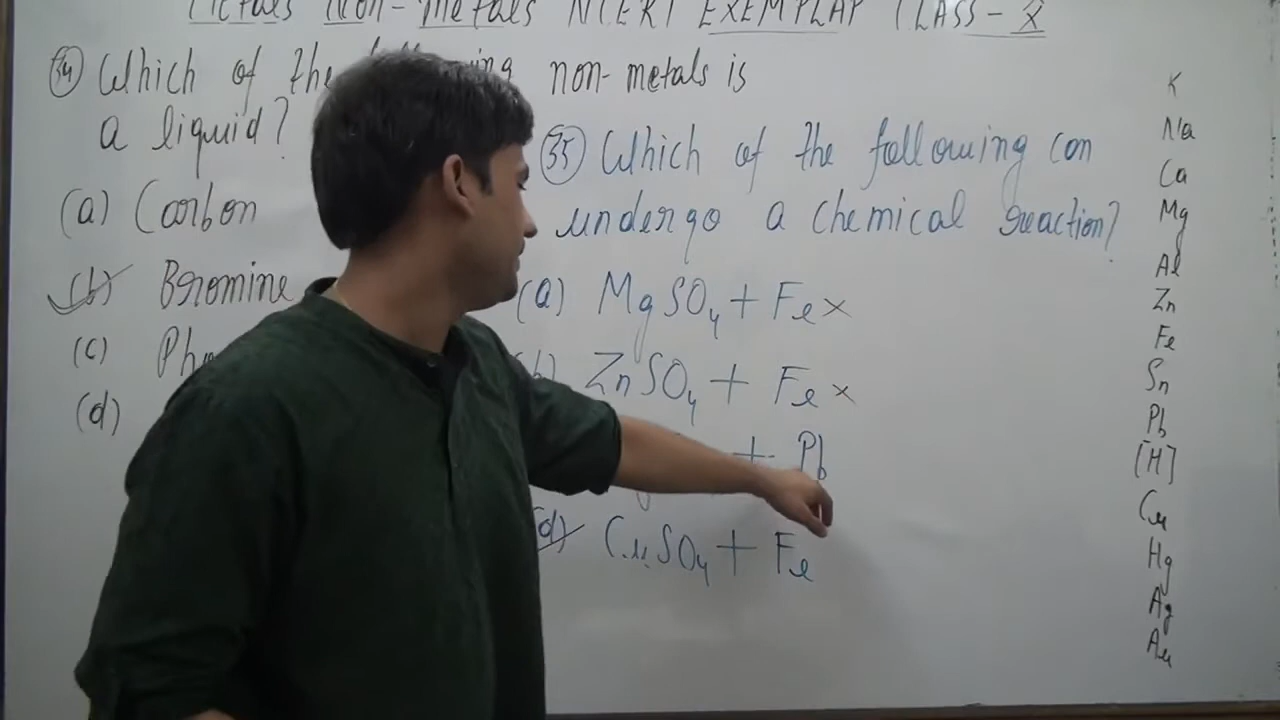 Metals Non-Metals NCERT EXEMPLAR CLASS-X
(34) Which of the following non-metals is
a liquid?
(a) Carbon
(b) Bromine
(c)
(d)
(35) Which of the following can
undergo a chemical reaction?
(a) MgSO4 + Fe ×
(b) ZnSO4 + Fe ×
+ Pb
(d) CuSO4 + Fe
K
Na
Ca
Mg
Al
Zn
Fe
Sn
Pb
[H]
Cu
Hg
Ag
Au